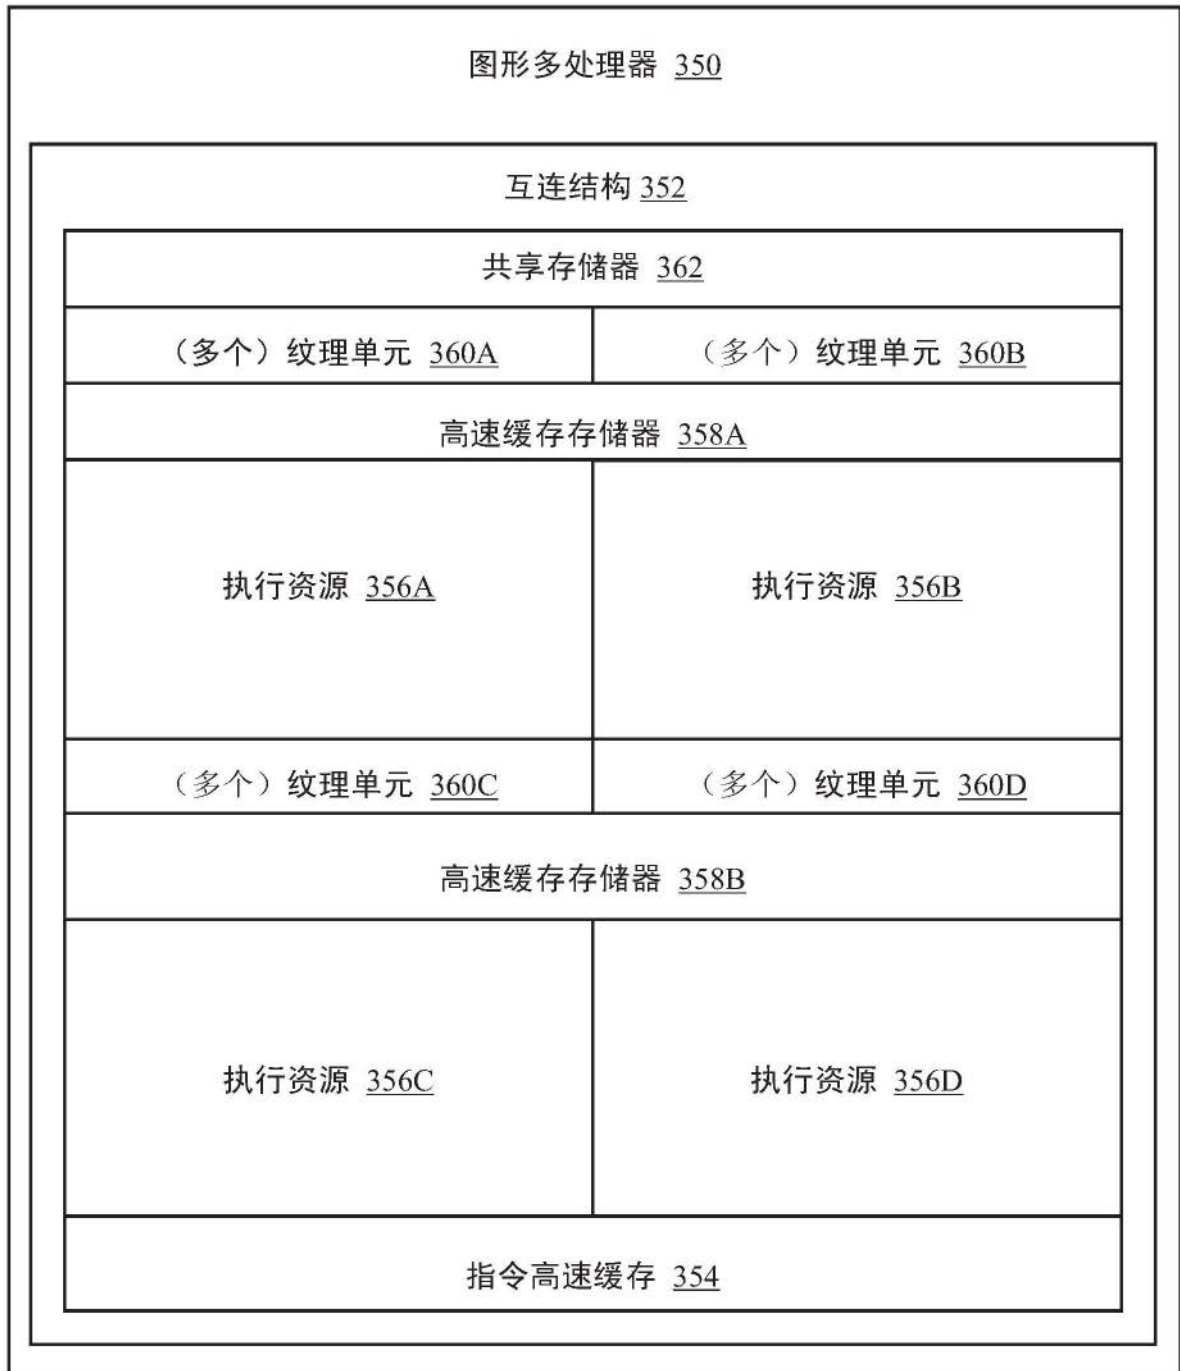 图形多处理器 350
互连结构 352
共享存储器 362
（多个）纹理单元 360A
（多个）纹理单元 360B
高速缓存存储器 358A
执行资源 356A
执行资源 356B
（多个）纹理单元 360C
（多个）纹理单元 360D
高速缓存存储器 358B
执行资源 356C
执行资源 356D
指令高速缓存 354